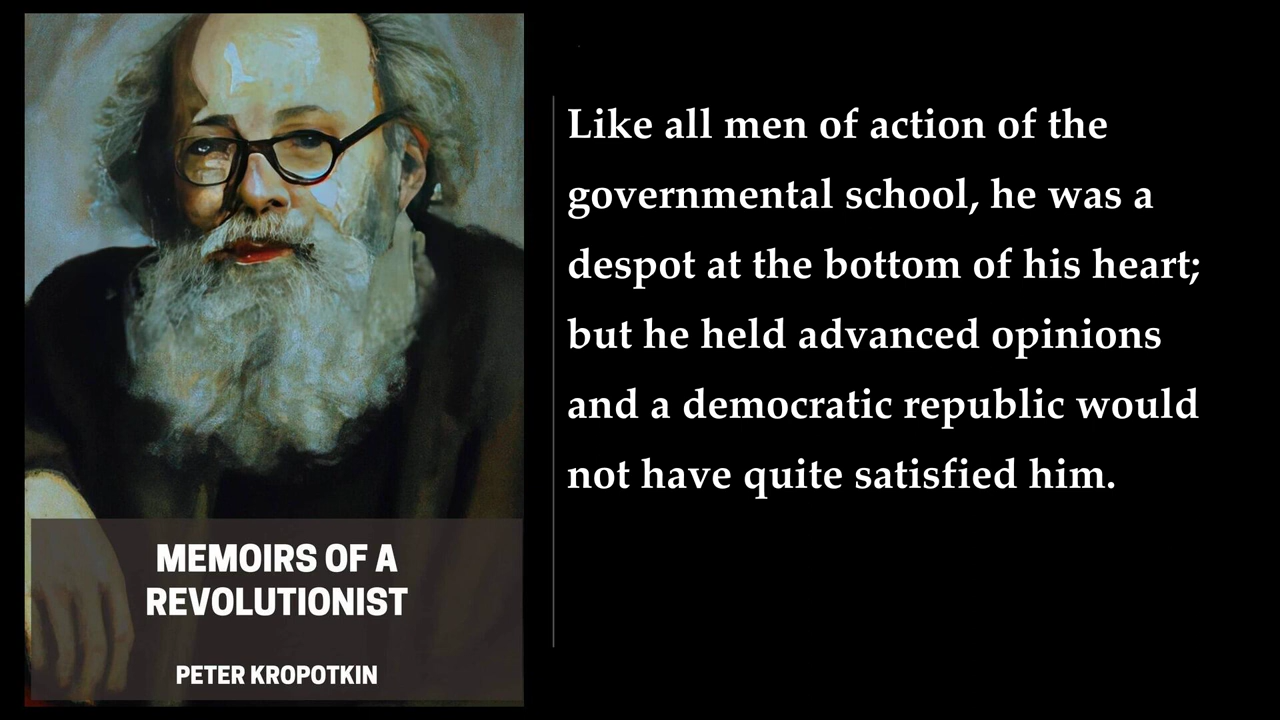 Like all men of action of the
governmental school, he was a
despot at the bottom of his heart;
but he held advanced opinions
and a democratic republic would
not have quite satisfied him.
MEMOIRS OF A
REVOLUTIONIST
PETER KROPOTKIN